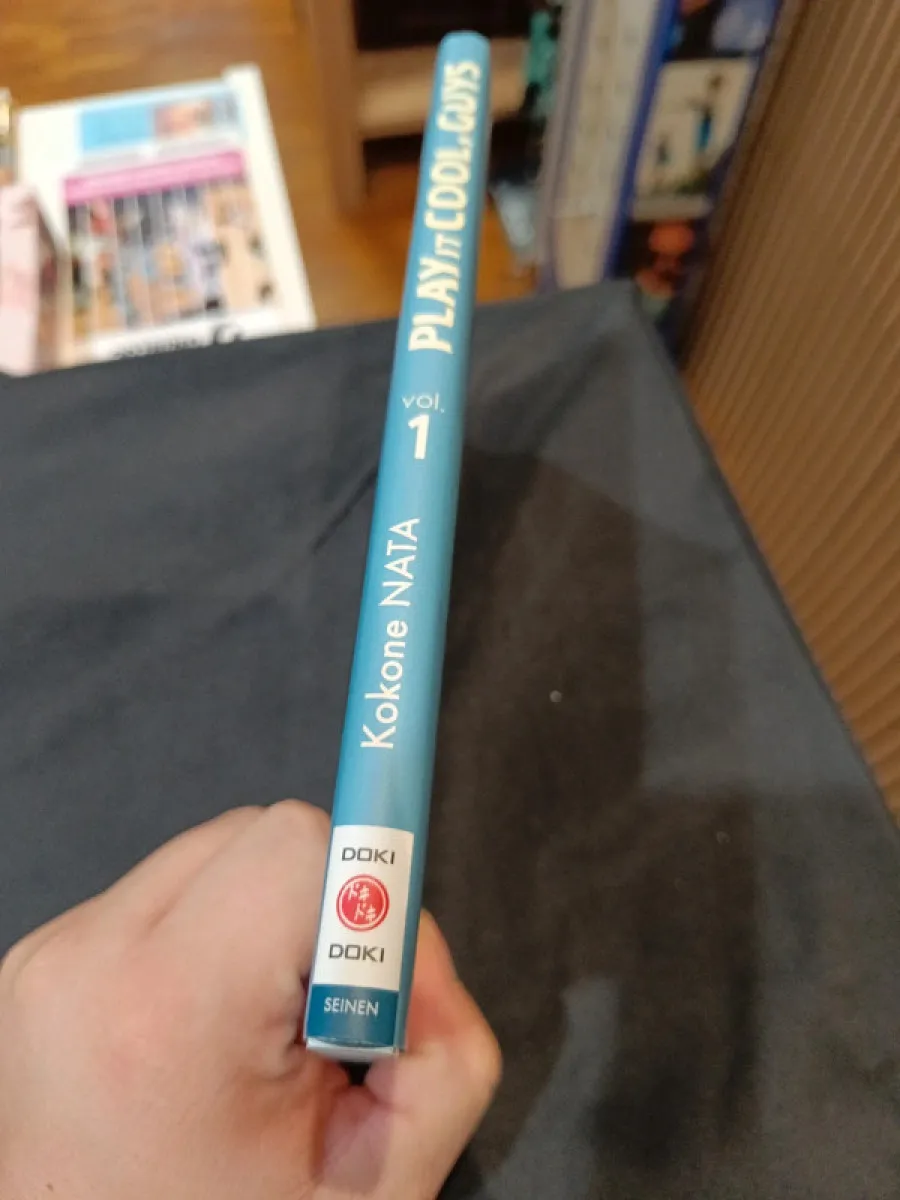 PLAY IT COOL, GUYS
vol.
1
Kokone NATA
DOKI
ドキ
ドキ
DOKI
SEINEN